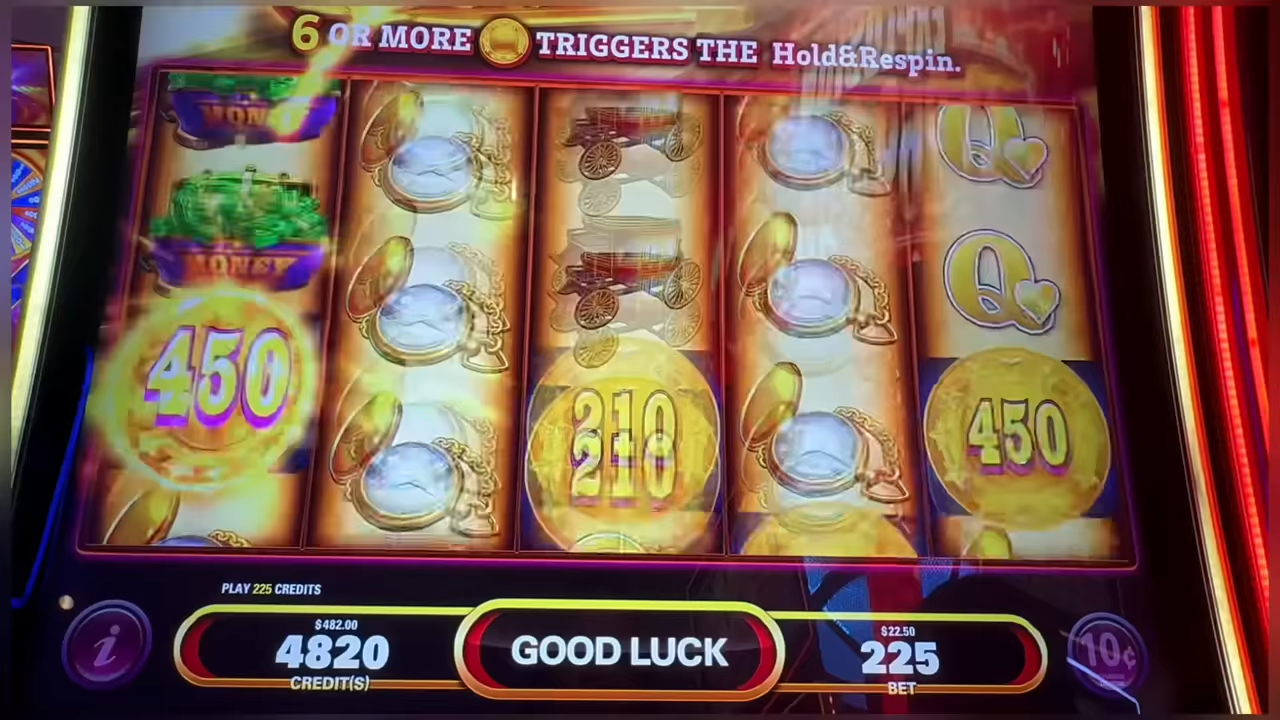 6 OR MORE TRIGGERS THE Hold&Respin.
MONEY
MONEY
Q
Q
450
210
210
450
PLAY 225 CREDITS
$482.00
4820
CREDIT(S)
GOOD LUCK
$22.50
225
BET
i
10¢